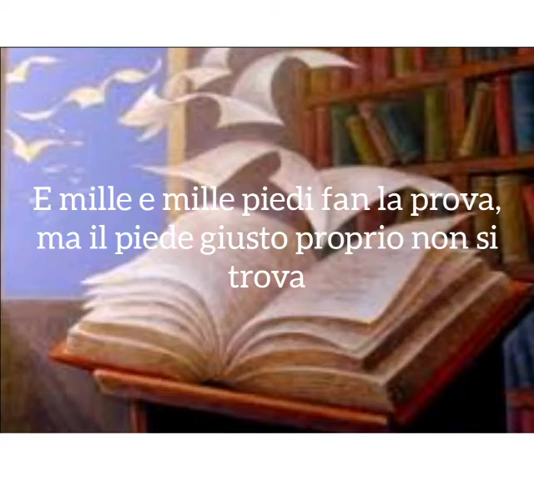 E mille e mille piedi fan la prova,
ma il piede giusto proprio non si
trova